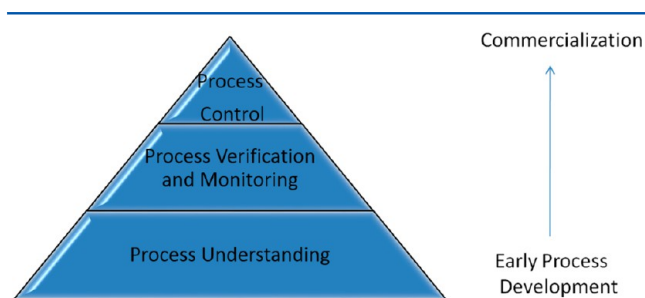 Process
Control
Process Verification
and Monitoring
Process Understanding
Commercialization
Early Process
Development